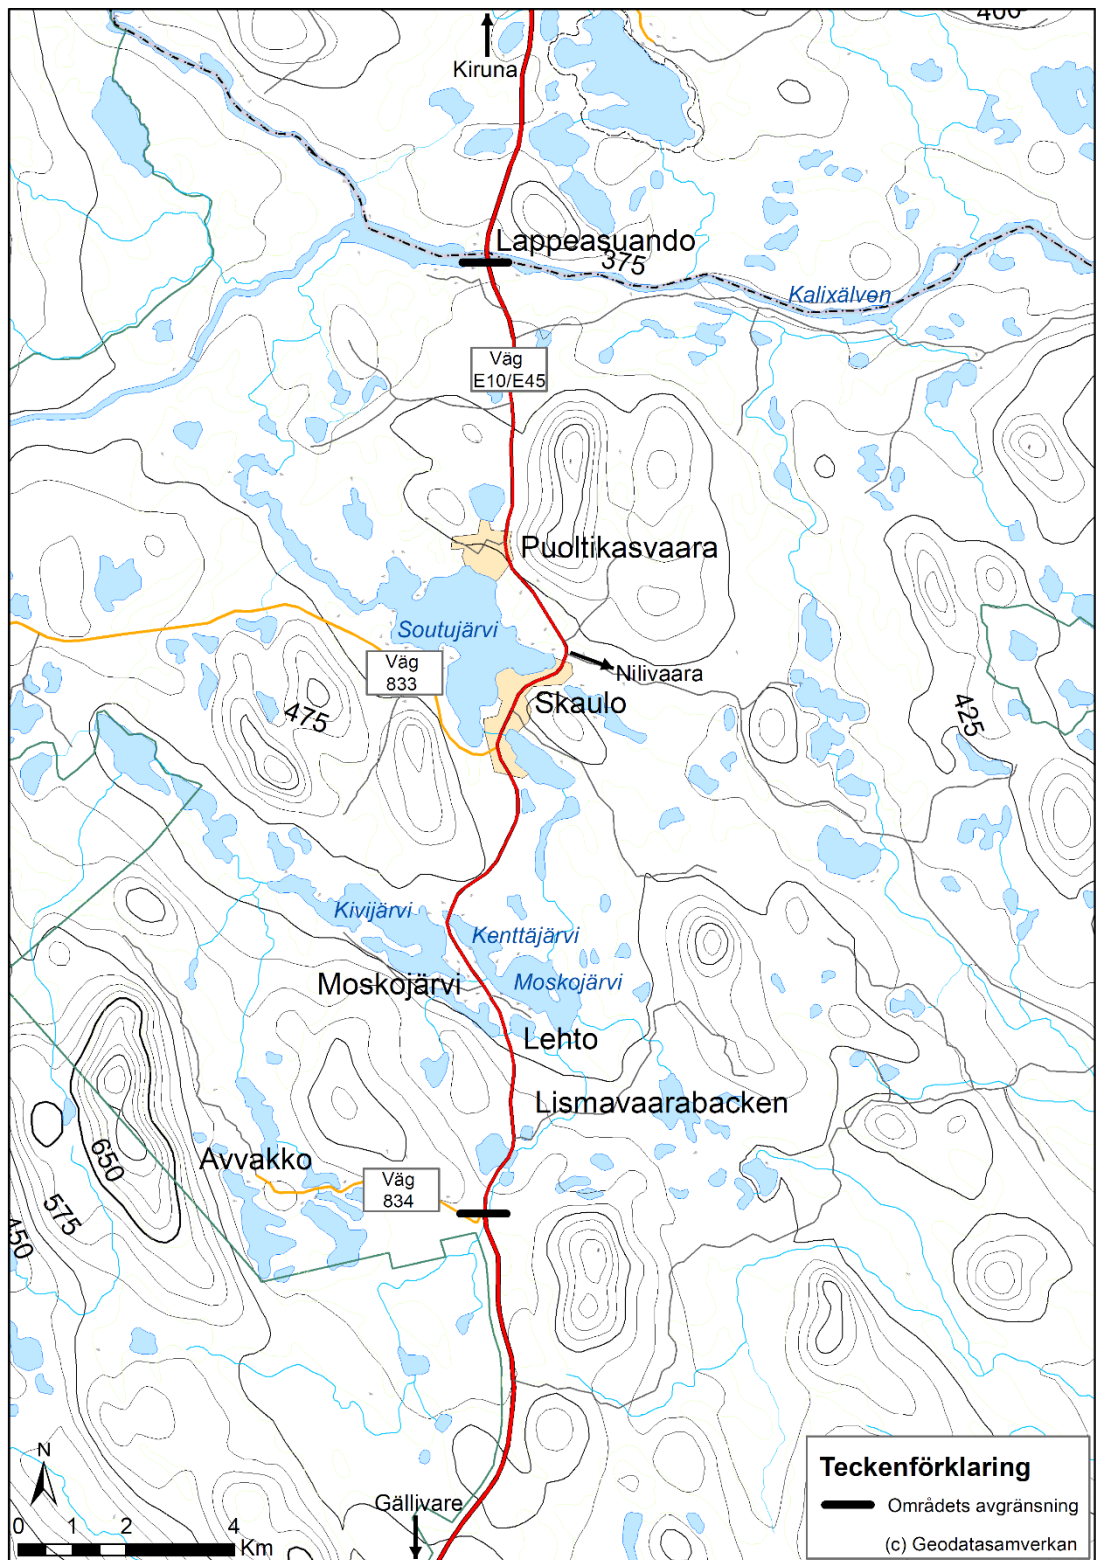 400
Kiruna
Lappeasuando
375
Kalixälven
Väg
E10/E45
Puoltikasvaara
Soutujärvi
Väg
833
Nilivaara
Skaulo
475
425
Kivijärvi
Kenttäjärvi
Moskojärvi
Moskojärvi
Lehto
Lismavaarabacken
650
Avvakko
Väg
834
575
450
Teckenförklaring
N
Gällivare
Områdets avgränsning
0 1 2 4
Km
(c) Geodatasamverkan